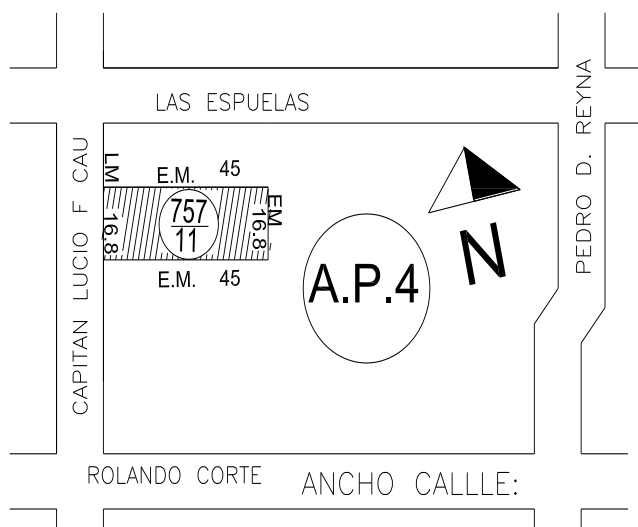 LAS ESPUELAS
PEDRO D. REYNA
CAPITAN LUCIO F CAU
LM
E.M. 45
EM
16.8
757
11
16.8
E.M. 45
A.P.4
N
ROLANDO CORTE
ANCHO CALLLE: